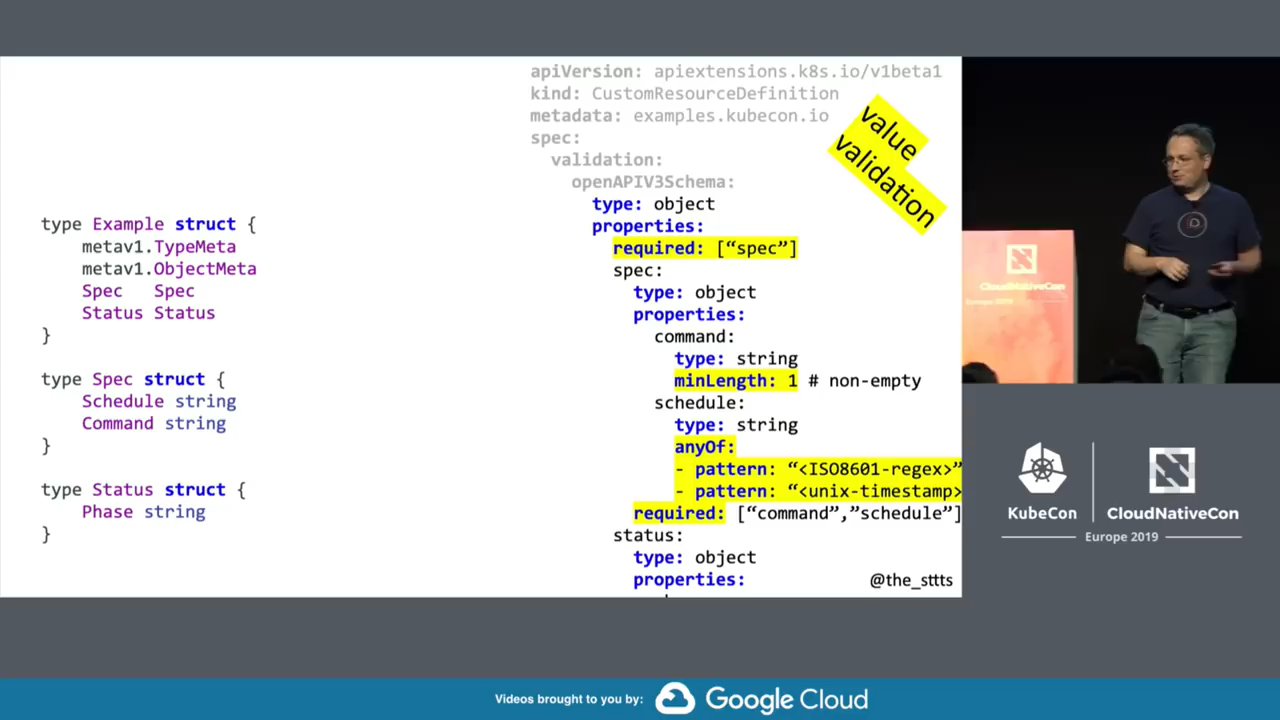 type Example struct {
metav1.TypeMeta
metav1.ObjectMeta
Spec Spec
Status Status
}
type Spec struct {
Schedule string
Command string
}
type Status struct {
Phase string
}
apiVersion: apiextensions.k8s.io/v1beta1
kind: CustomResourceDefinition
metadata: examples.kubecon.io
spec:
validation:
openAPIV3Schema:
type: object
properties:
required: [“spec”]
spec:
type: object
properties:
command:
type: string
minLength: 1 # non-empty
schedule:
type: string
anyOf:
- pattern: “<ISO8601-regex>”
- pattern: “<unix-timestamp>
required: [“command”,”schedule”]
status:
type: object
properties:
value
validation
@the_sttts
CloudNativeCon
Europe 2019
KubeCon
CloudNativeCon
Europe 2019
Videos brought to you by:
Google Cloud